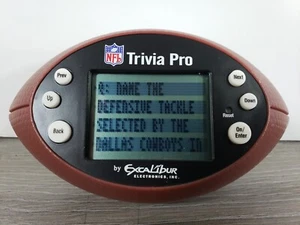 NFL Trivia Pro
Prev
Next
Up
Down
Reset
Back
On/
Enter
Q: NAME THE
DEFENSIVE TACKLE
SELECTED BY THE
DALLAS COWBOYS IN
by EXCALIBUR
ELECTRONICS, INC.